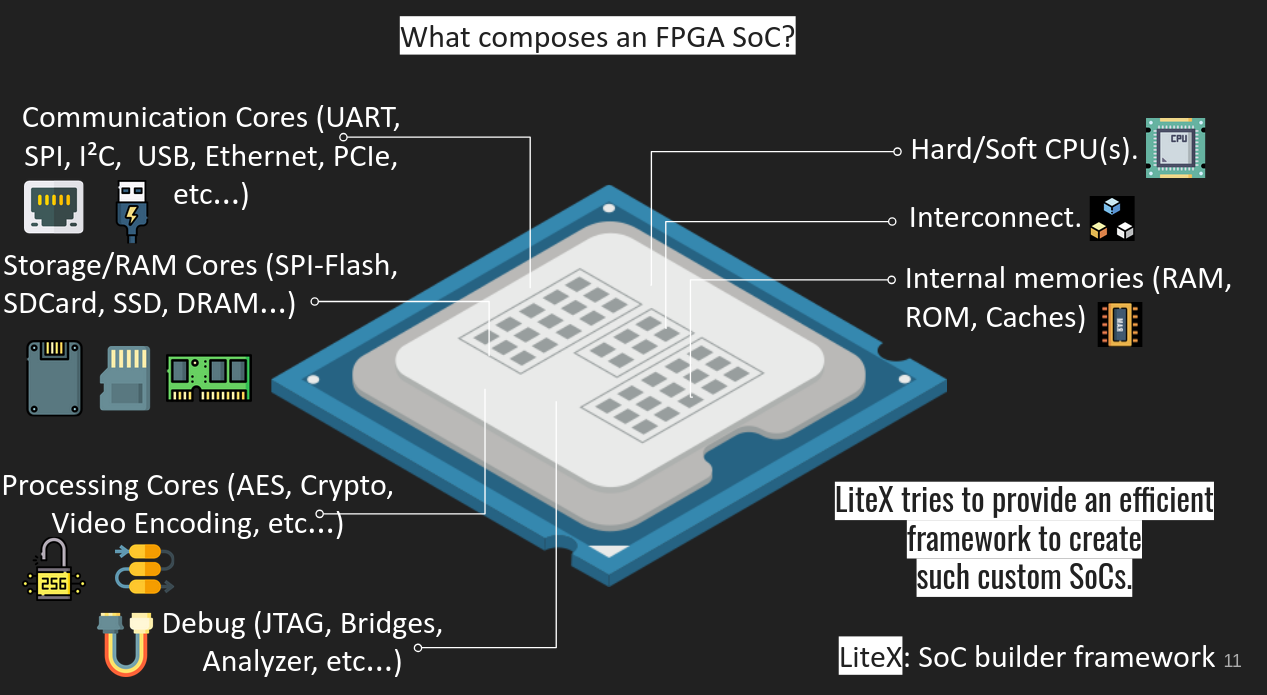 What composes an FPGA SoC?
Communication Cores (UART,
SPI, I²C, USB, Ethernet, PCIe,
etc...)
Storage/RAM Cores (SPI-Flash,
SDCard, SSD, DRAM...)
Processing Cores (AES, Crypto,
Video Encoding, etc...)
256
Debug (JTAG, Bridges,
Analyzer, etc...)
Hard/Soft CPU(s).
CPU
Interconnect.
Internal memories (RAM,
ROM, Caches)
LiteX tries to provide an efficient
framework to create
such custom SoCs.
LiteX: SoC builder framework
11